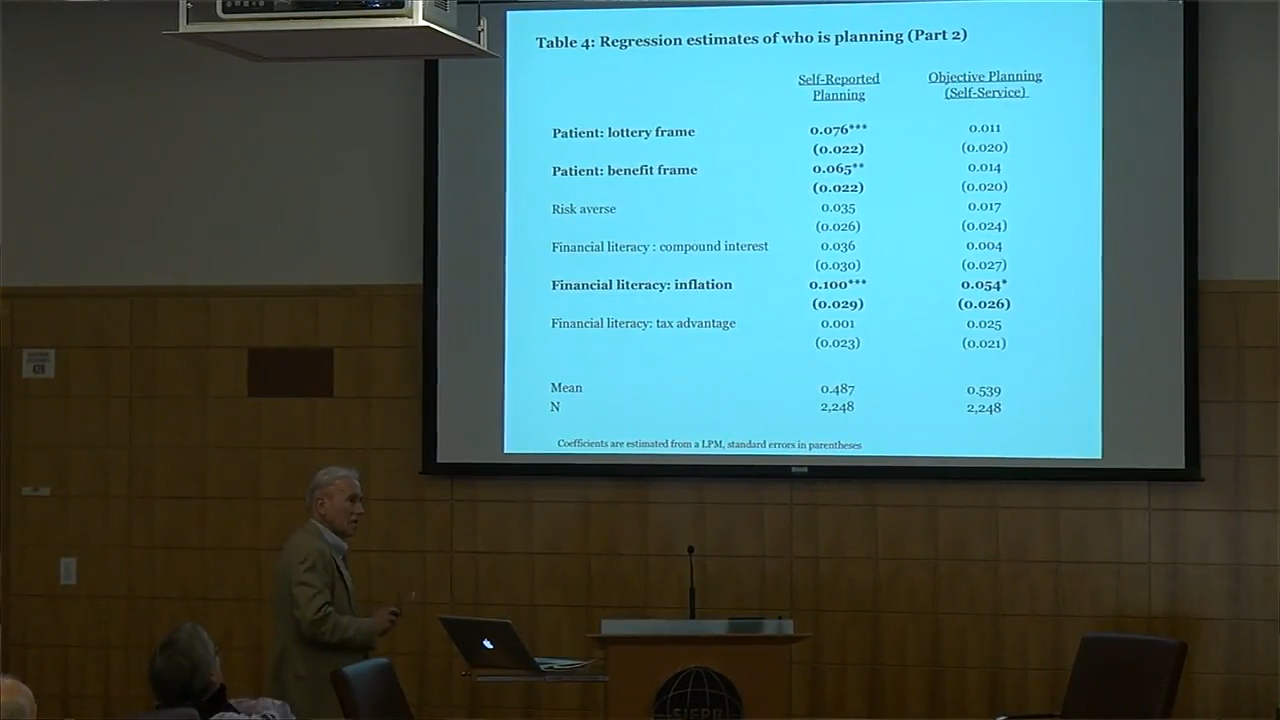 Table 4: Regression estimates of who is planning (Part 2)
Self-Reported Planning Objective Planning (Self-Service)
Patient: lottery frame 0.076*** 0.011
(0.022) (0.020)
Patient: benefit frame 0.065** 0.014
(0.022) (0.020)
Risk averse 0.035 0.017
(0.026) (0.024)
Financial literacy : compound interest 0.036 0.004
(0.030) (0.027)
Financial literacy: inflation 0.100*** 0.054*
(0.029) (0.026)
Financial literacy: tax advantage 0.001 0.025
(0.023) (0.021)
Mean 0.487 0.539
N 2,248 2,248
Coefficients are estimated from a LPM, standard errors in parentheses
SIEPR